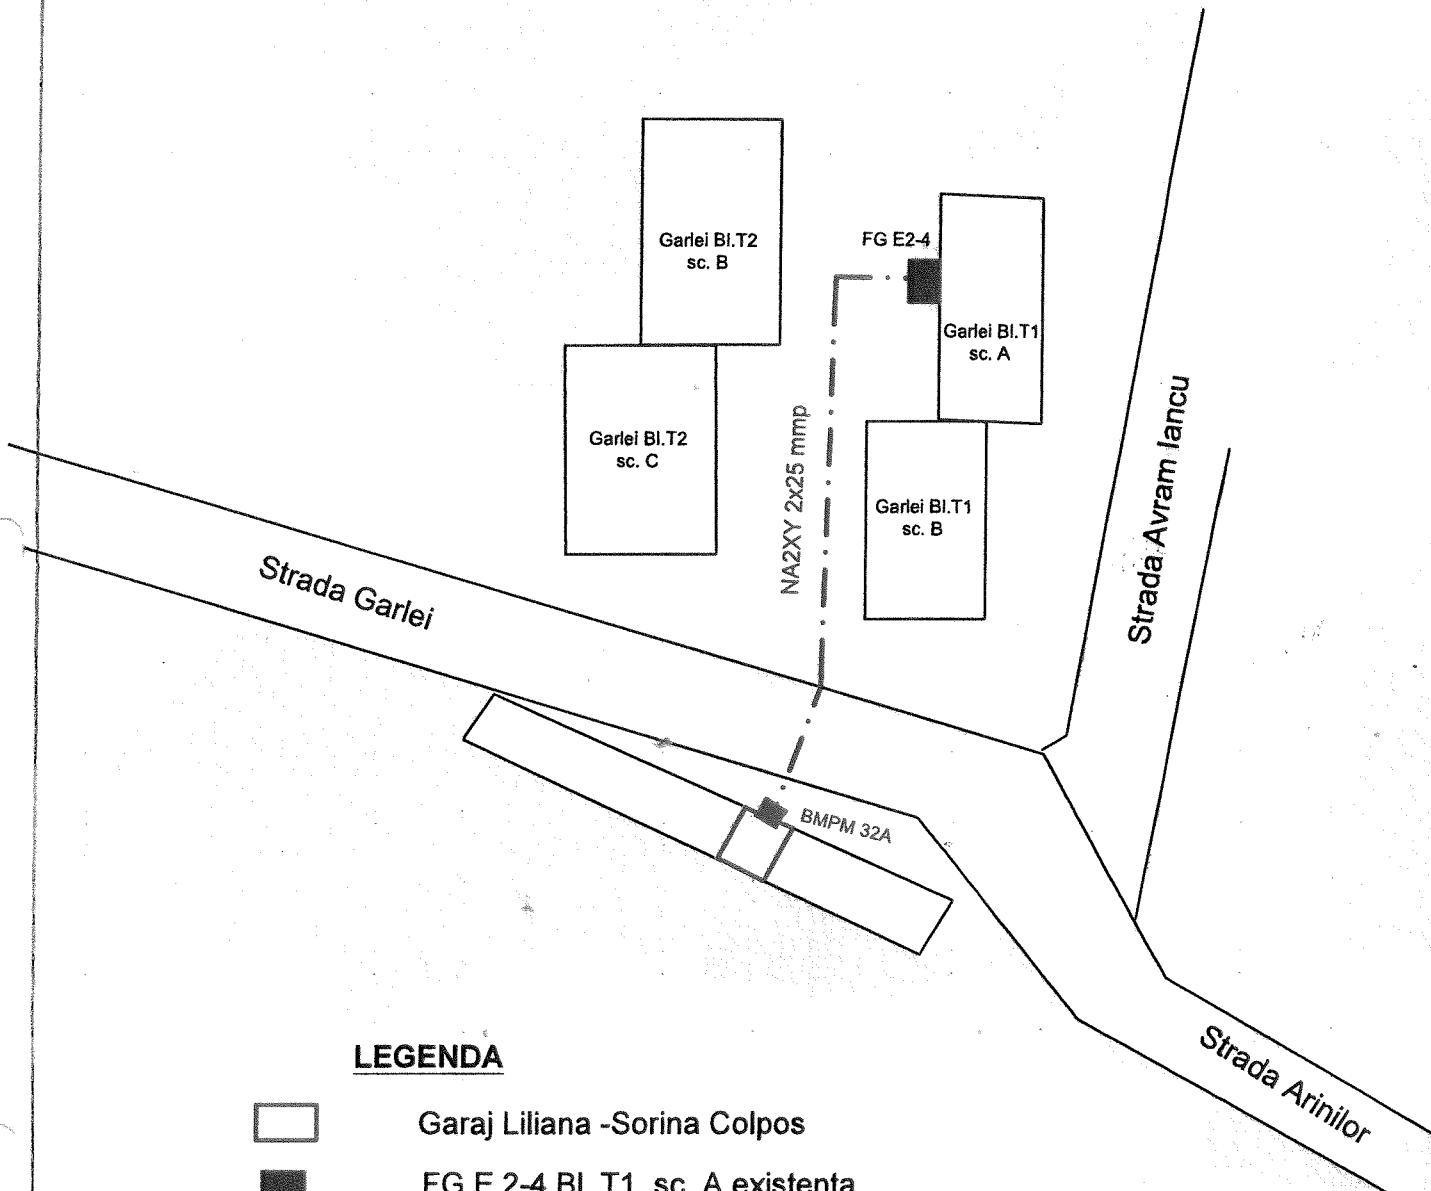 Garlei Bl.T2
sc. B
FG E2-4
Garlei Bl.T1
sc. A
Garlei Bl.T2
sc. C
NA2XY 2x25 mmp
Garlei Bl.T1
sc. B
Strada Avram Iancu
Strada Garlei
BMPM 32A
Strada Arinilor
LEGENDA
Garaj Liliana -Sorina Colpos
FG E 2-4 Bl. T1, sc. A existenta